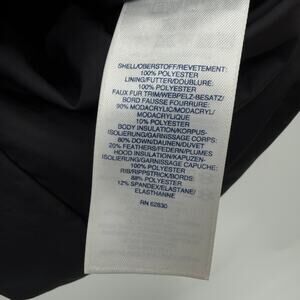 SHELL/OBERSTOFF/REVETEMENT:
100% POLYESTER
LINING/FUTTER/DOUBLURE:
100% POLYESTER
FAUX FUR TRIM/WEBPELZ-BESATZ/
BORD FAUSSE FOURRURE:
90% MODACRYLIC/MODACRYL/
MODACRYLIQUE
10% POLYESTER
BODY INSULATION/KORPUS-
ISOLIERUNG/GARNISSAGE CORPS:
80% DOWN/DAUNEN/DUVET
20% FEATHERS/FEDERN/PLUMES
HOOD INSULATION/KAPUZEN-
ISOLIERUNG/GARNISSAGE CAPUCHE:
100% POLYESTER
RIB/RIPPSTRICK/BORDS:
88% POLYESTER
12% SPANDEX/ELASTAN/
ELASTHANNE
RN 62830